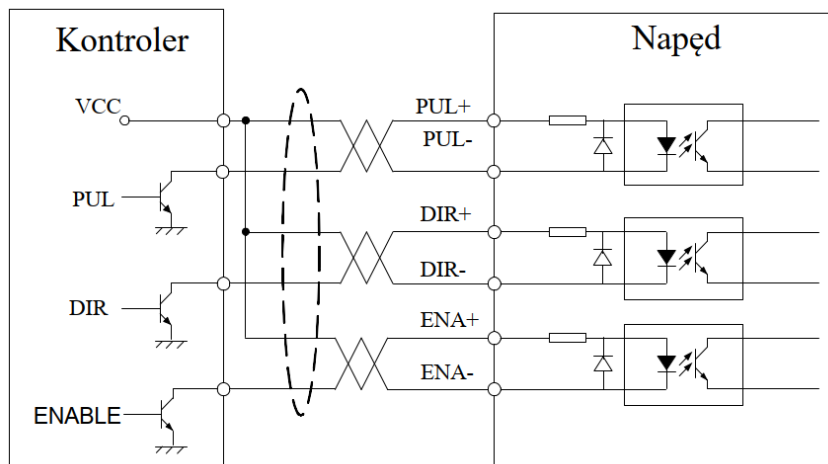 Kontroler
Napęd
VCC
PUL+
PUL-
PUL
DIR+
DIR-
DIR
ENA+
ENA-
ENABLE